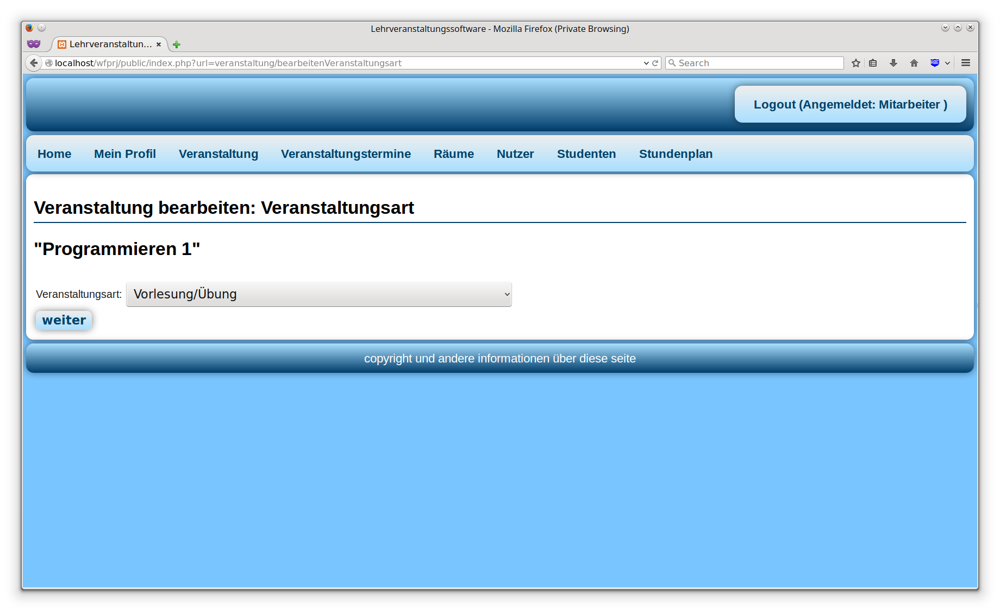 Lehrveranstaltungssoftware - Mozilla Firefox (Private Browsing)
Lehrveranstaltun...
localhost/wfprj/public/index.php?url=veranstaltung/bearbeitenVeranstaltungsart
Search
ABE
Logout (Angemeldet: Mitarbeiter )
Home Mein Profil Veranstaltung Veranstaltungstermine Räume Nutzer Studenten Stundenplan
Veranstaltung bearbeiten: Veranstaltungsart
"Programmieren 1"
Veranstaltungsart: Vorlesung/Übung
weiter
copyright und andere informationen über diese seite